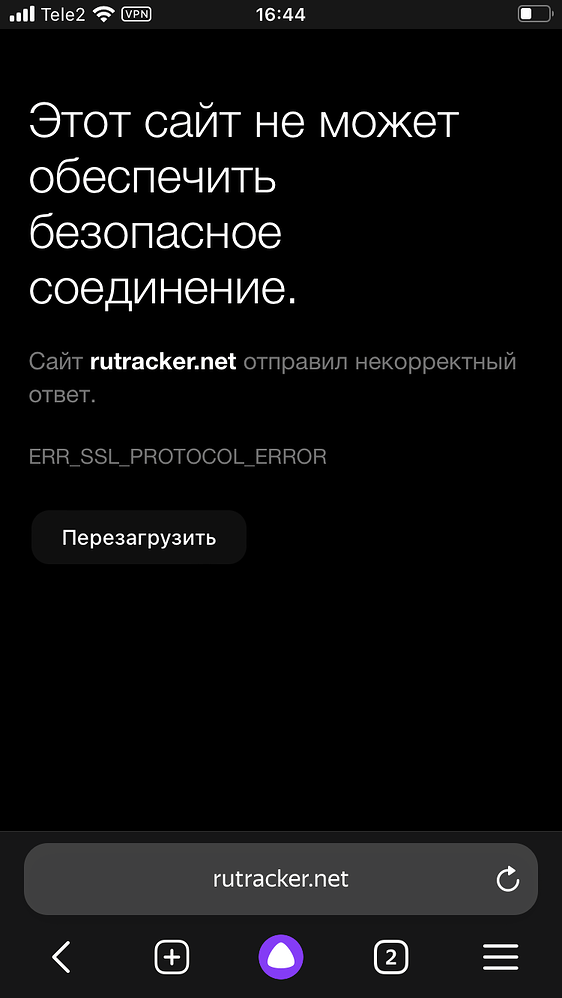 Tele2 VPN 16:44
Этот сайт не может
обеспечить
безопасное
соединение.
Сайт rutracker.net отправил некорректный
ответ.
ERR_SSL_PROTOCOL_ERROR
Перезагрузить
rutracker.net
2